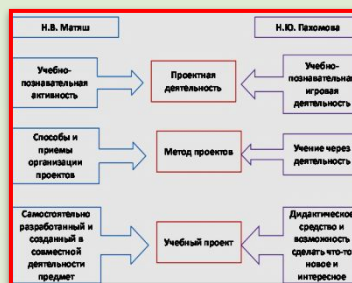 Н.В. Матяш
Н.Ю. Пахомова
Учебно-
познавательная
активность
Проектная
деятельность
Учебно-
познавательная
игровая
деятельность
Способы и
приемы
организации
проектов
Метод проектов
Учение через
деятельность
Самостоятельно
разработанный и
созданный в
совместной
деятельности
предмет
Учебный проект
Дидактическое
средство и
возможность
сделать что-то
новое и
интересное